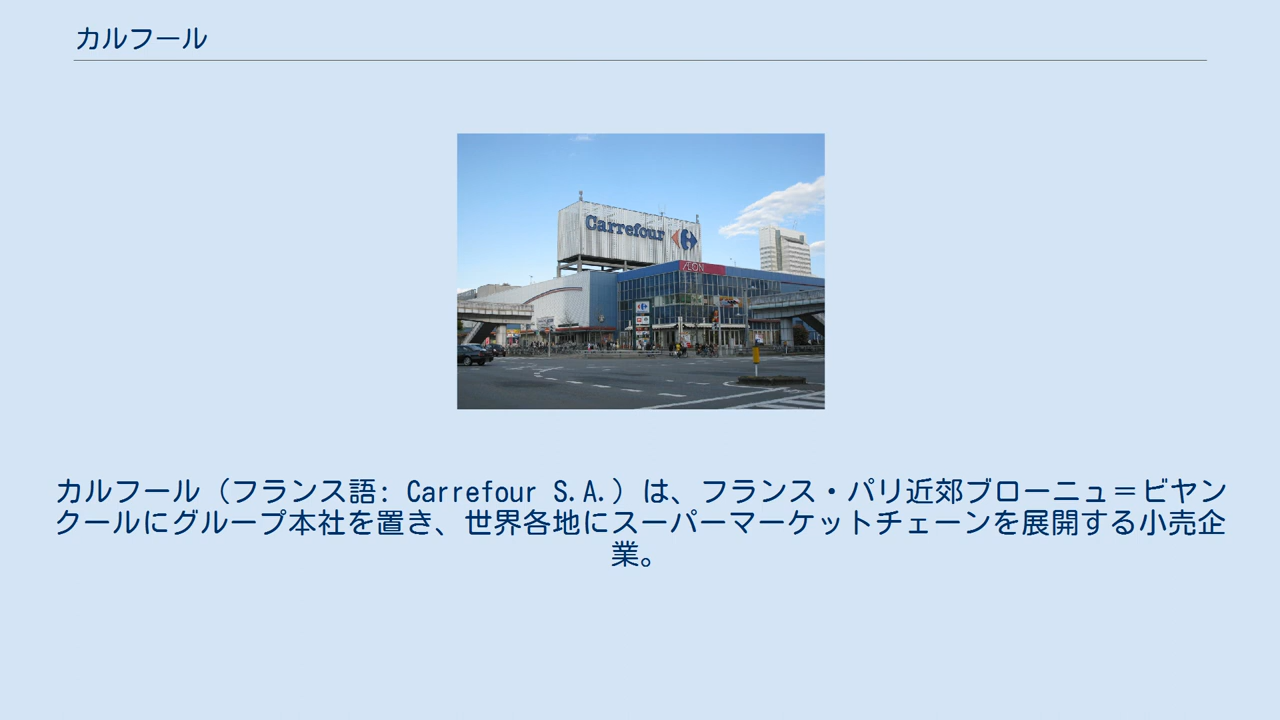 カルフール
Carrefour
ÆON
カルフール（フランス語: Carrefour S.A.）は、フランス・パリ近郊ブローニュ＝ビヤン
クールにグループ本社を置き、世界各地にスーパーマーケットチェーンを展開する小売企
業。